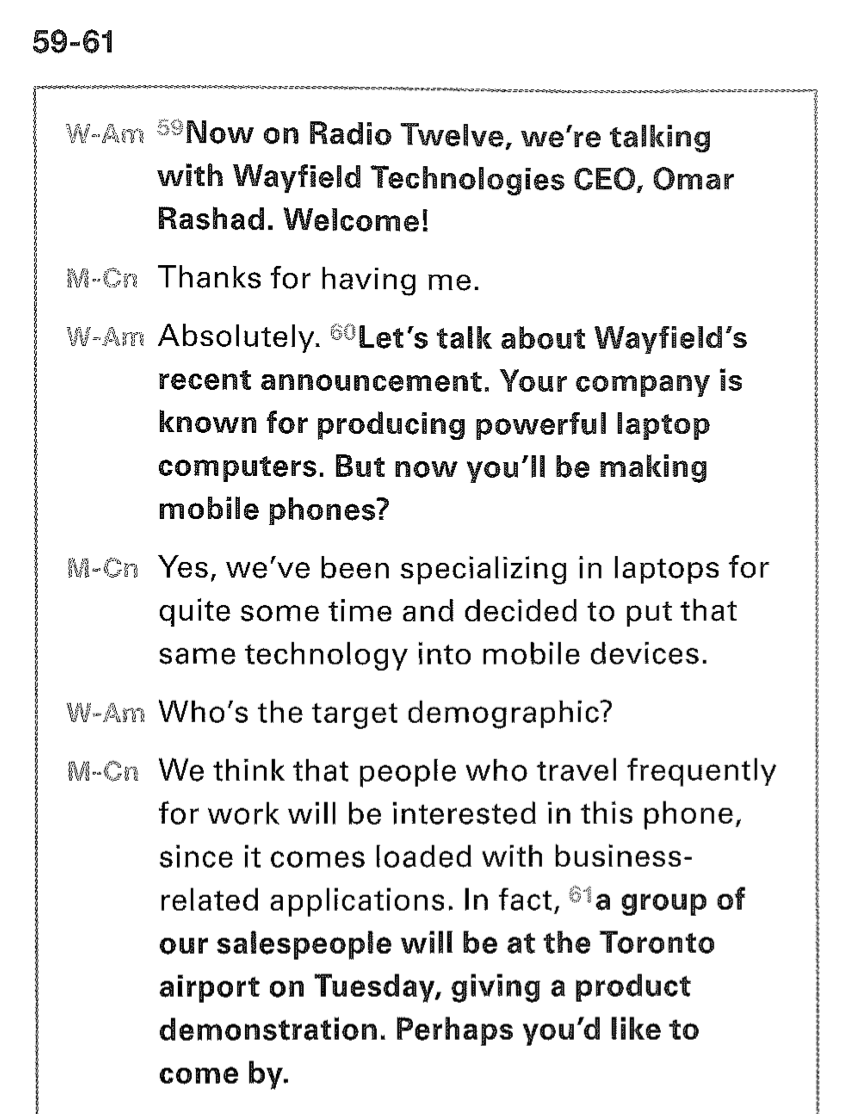 59-61
W-Am 59Now on Radio Twelve, we're talking
with Wayfield Technologies CEO, Omar
Rashad. Welcome!
M-Cn Thanks for having me.
W-Am Absolutely. 60Let's talk about Wayfield's
recent announcement. Your company is
known for producing powerful laptop
computers. But now you'll be making
mobile phones?
M-Cn Yes, we've been specializing in laptops for
quite some time and decided to put that
same technology into mobile devices.
W-Am Who's the target demographic?
M-Cn We think that people who travel frequently
for work will be interested in this phone,
since it comes loaded with business-
related applications. In fact, 61a group of
our salespeople will be at the Toronto
airport on Tuesday, giving a product
demonstration. Perhaps you'd like to
come by.